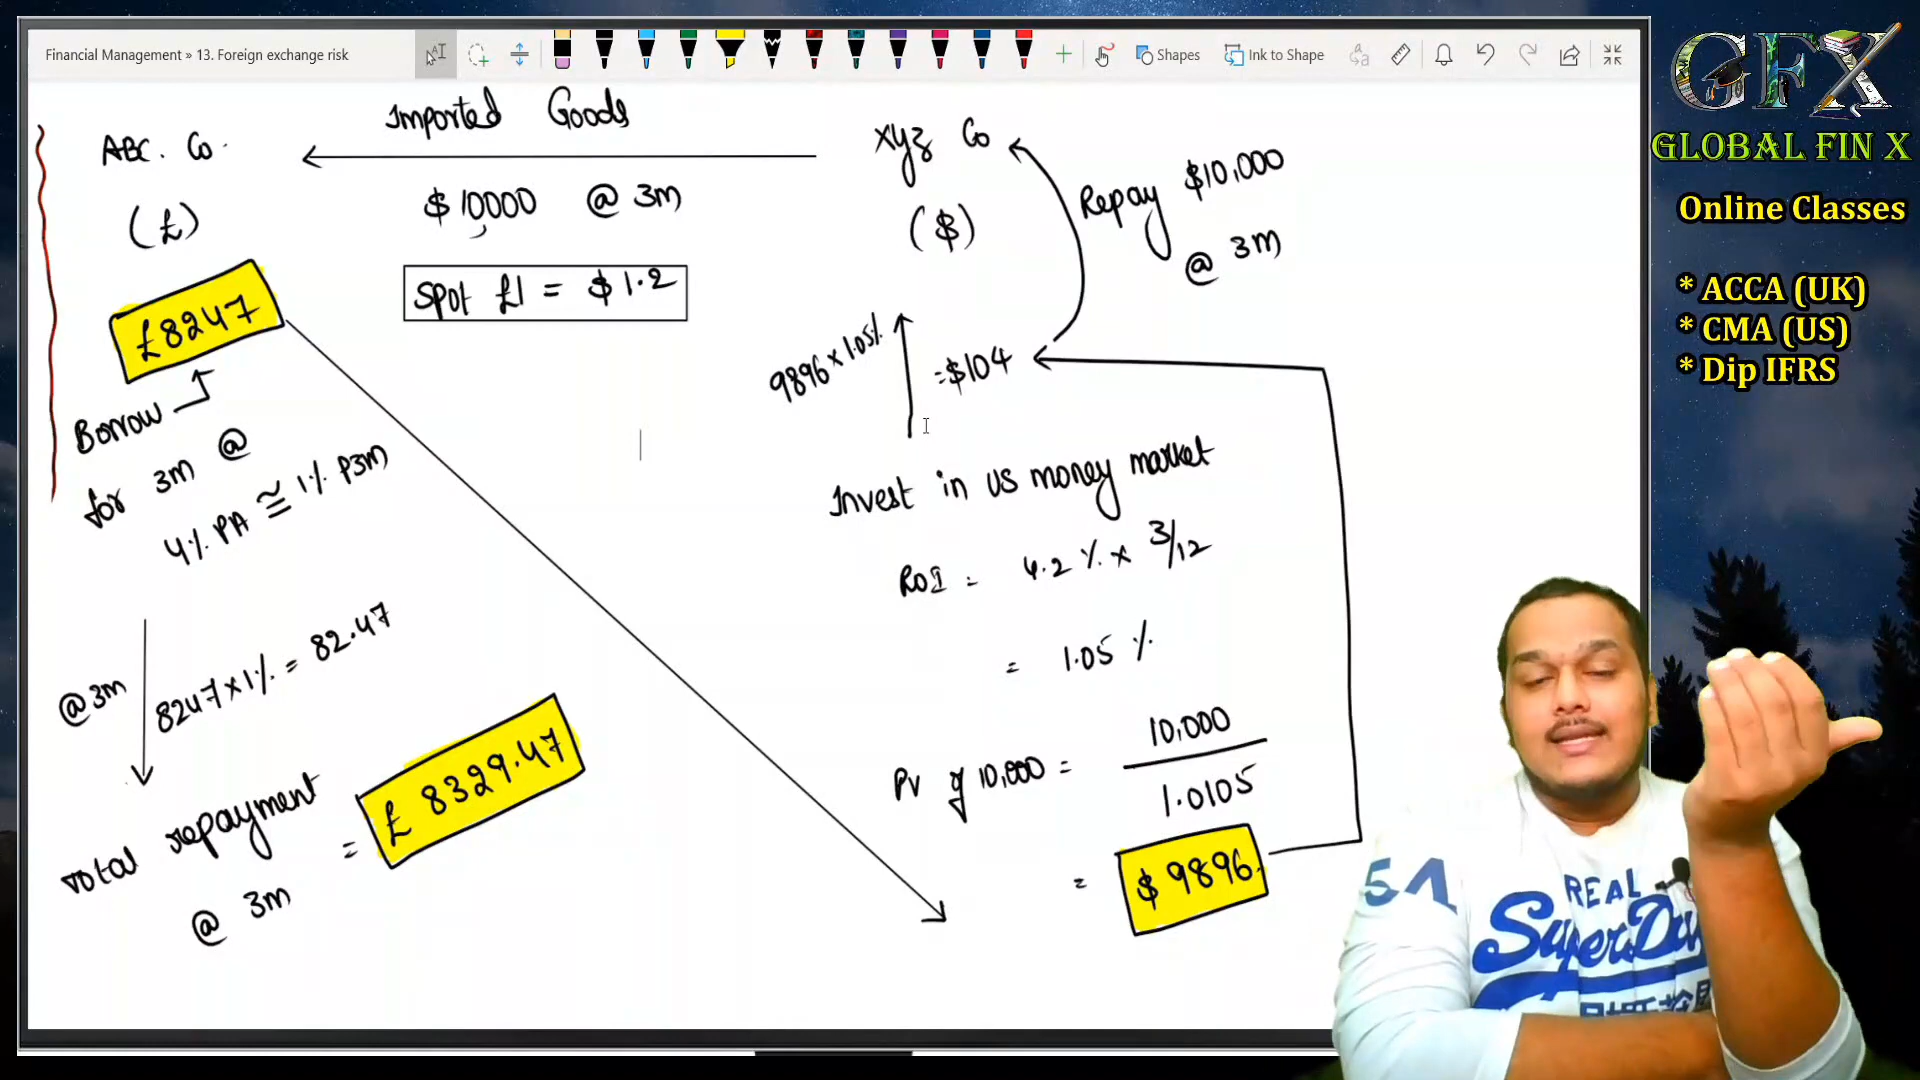 Financial Management » 13. Foreign exchange risk
Shapes
Ink to Shape
GFX
GLOBAL FIN X
Online Classes
* ACCA (UK)
* CMA (US)
* Dip IFRS
Imported Goods
ABC. Co.
(£)
$ 10,000 @ 3m
Spot £1 = $ 1.2
xyz Co
($)
Repay $10,000
@ 3m
£8247
Borrow
for 3m @
4% PA ≅ 1% P3m
@3m
8247 x 1% = 82.47
Total repayment
@ 3m
= £ 8329.47
9896 x 1.05%
= $104
Invest in US money market
ROI = 4.2 % x 3/12
= 1.05 %
PV of 10,000 = 10,000
1.0105
= $ 9896.
5A
REAL